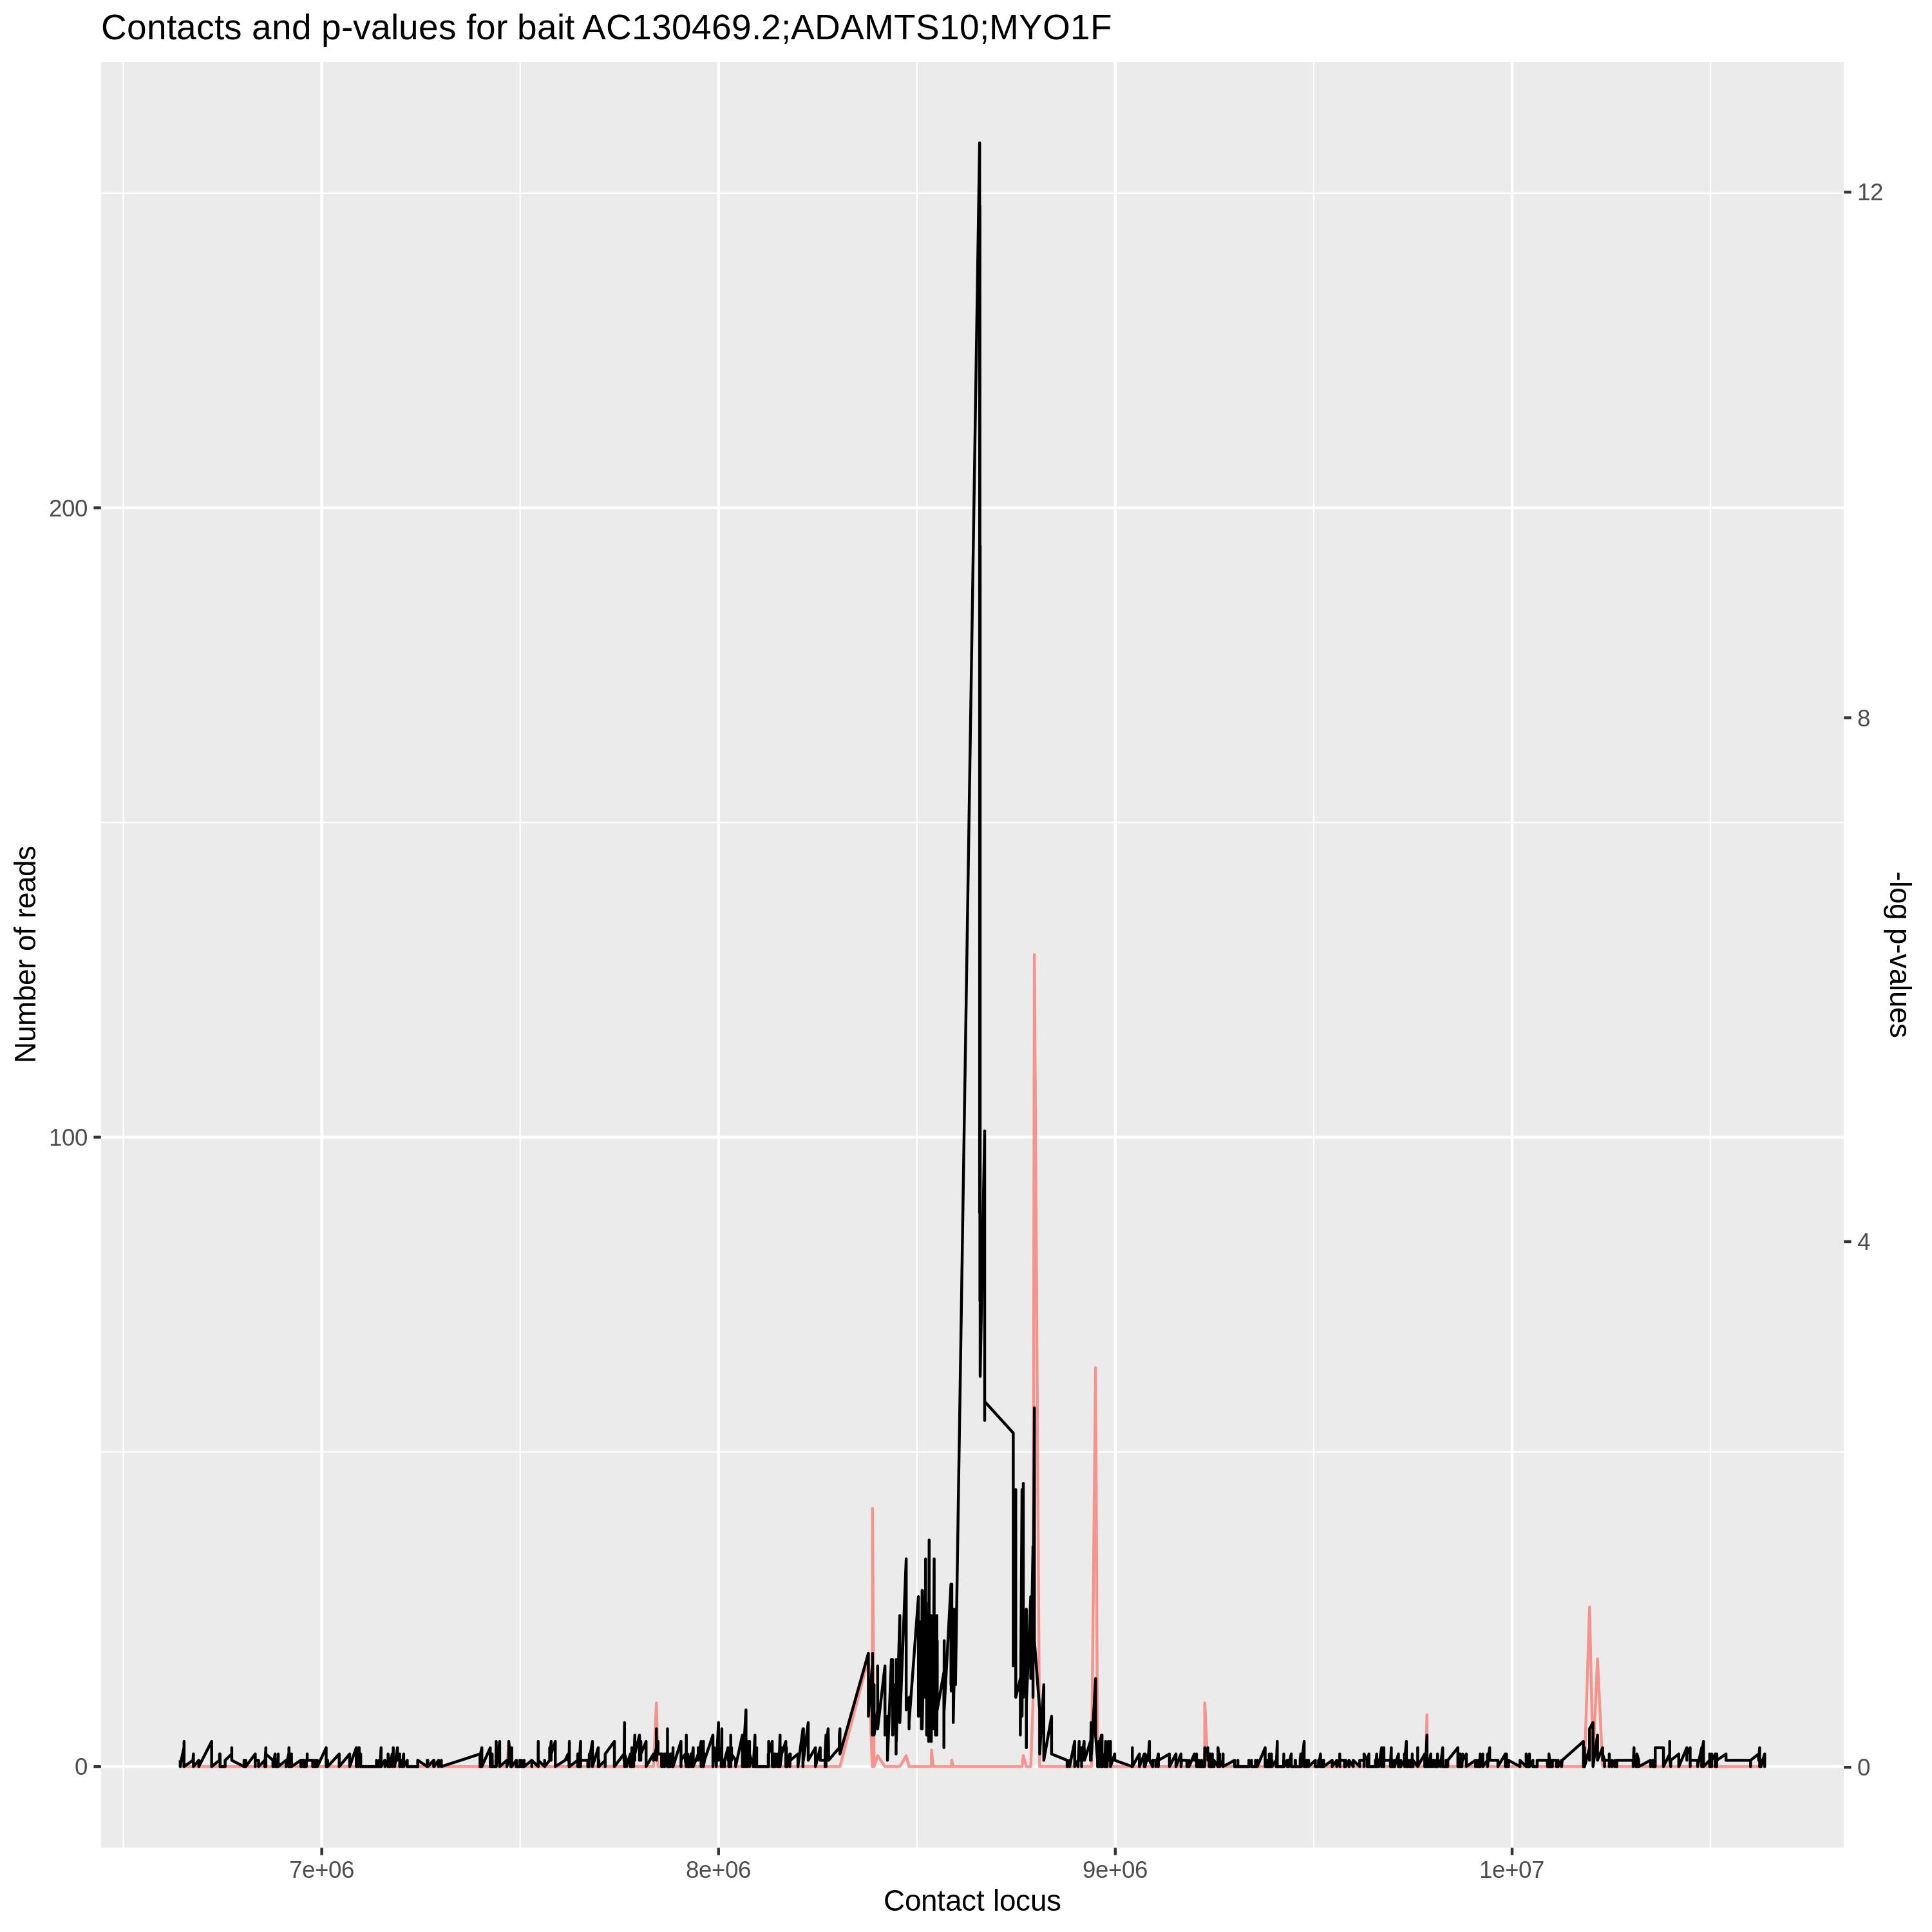 Contacts and p-values for bait AC130469.2;ADAMTS10;MYO1F
Number of reads
200
100
0
12
8
4
0
-log p-values
7e+06
8e+06
9e+06
1e+07
Contact locus